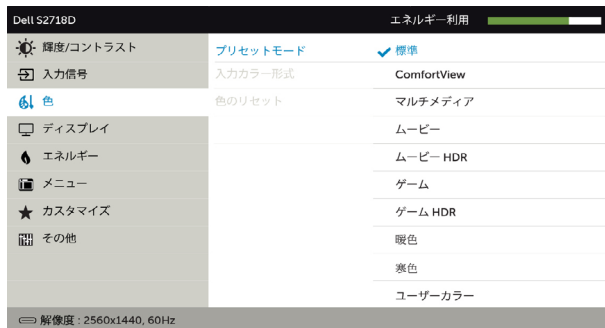 Dell S2718D
エネルギー利用
輝度/コントラスト
入力信号
色
ディスプレイ
エネルギー
メニュー
カスタマイズ
その他
プリセットモード
入力カラー形式
色のリセット
標準
ComfortView
マルチメディア
ムービー
ムービー HDR
ゲーム
ゲーム HDR
暖色
寒色
ユーザーカラー
解像度 : 2560x1440, 60Hz